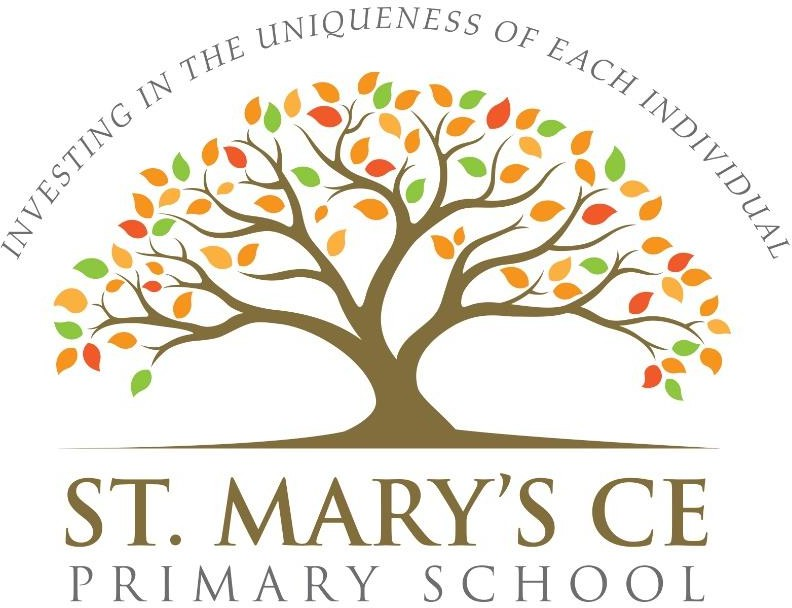 INVESTING IN THE UNIQUENESS OF EACH INDIVIDUAL
ST. MARY'S CE
PRIMARY SCHOOL